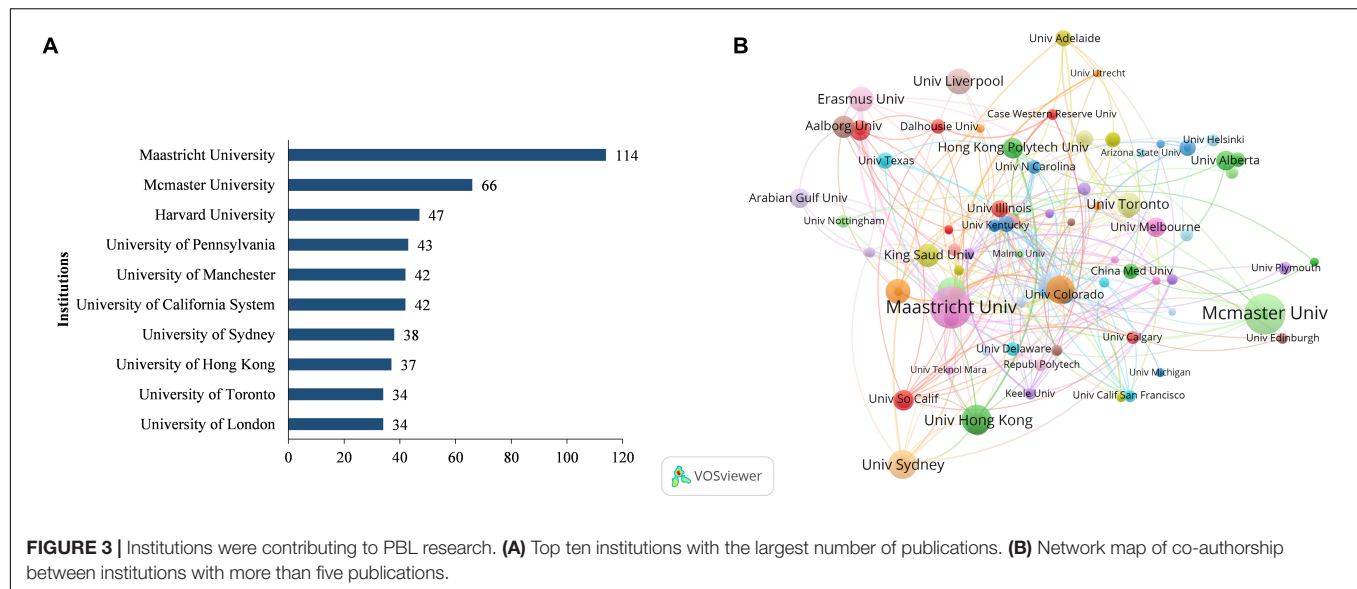 A
Institutions
Maastricht University 114
Mcmaster University 66
Harvard University 47
University of Pennsylvania 43
University of Manchester 42
University of California System 42
University of Sydney 38
University of Hong Kong 37
University of Toronto 34
University of London 34
0 20 40 60 80 100 120
VOSviewer
B
Univ Adelaide
Univ Utrecht
Univ Liverpool
Erasmus Univ
Case Western Reserve Univ
Aalborg Univ
Dalhousie Univ
Univ Helsinki
Hong Kong Polytech Univ
Arizona State Univ
Univ Texas
Univ Alberta
Univ N Carolina
Arabian Gulf Univ
Univ Toronto
Univ Illinois
Univ Nottingham
Univ Kentucky
Univ Melbourne
King Saud Univ
Malmo Univ
China Med Univ
Univ Plymouth
Univ Colorado
Maastricht Univ
Mcmaster Univ
Univ Calgary
Univ Edinburgh
Univ Delaware
Republ Polytech
Univ Teknol Mara
Univ Michigan
Keele Univ
Univ Calif San Francisco
Univ So Calif
Univ Hong Kong
Univ Sydney
FIGURE 3 | Institutions were contributing to PBL research. (A) Top ten institutions with the largest number of publications. (B) Network map of co-authorship
between institutions with more than five publications.